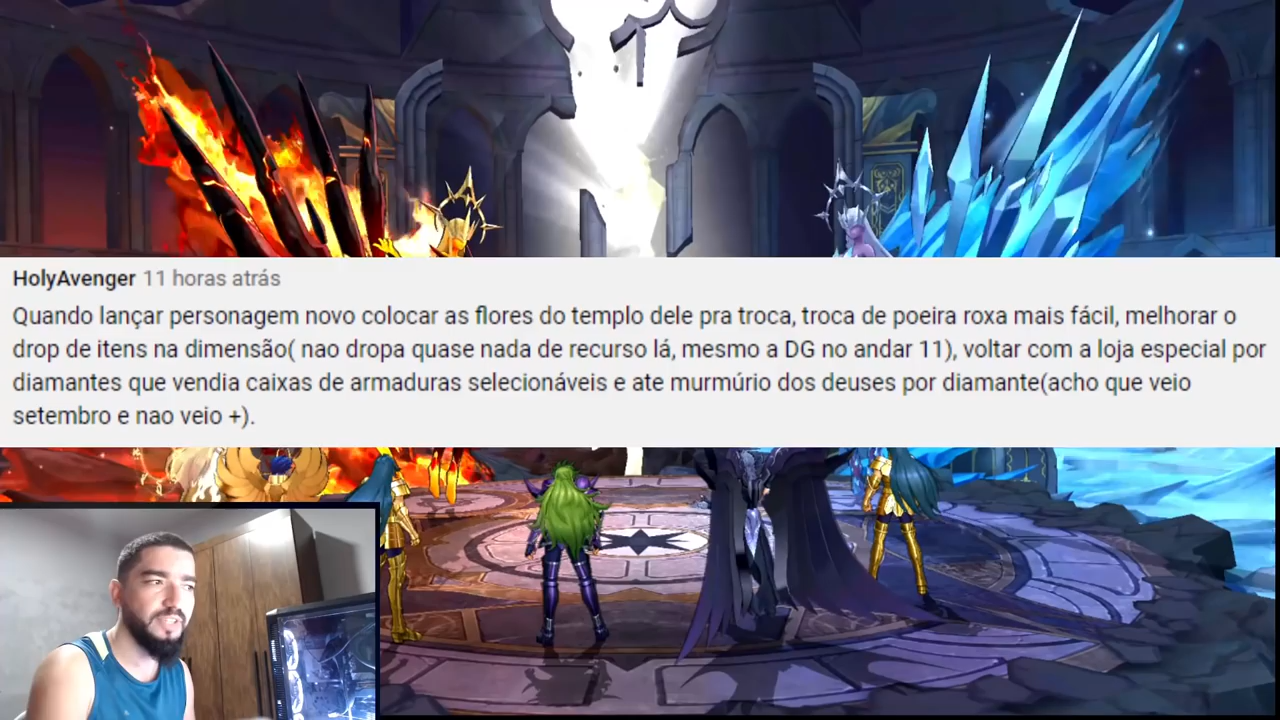 HolyAvenger 11 horas atrás
Quando lançar personagem novo colocar as flores do templo dele pra troca, troca de poeira roxa mais fácil, melhorar o
drop de itens na dimensão( nao dropa quase nada de recurso lá, mesmo a DG no andar 11), voltar com a loja especial por
diamantes que vendia caixas de armaduras selecionáveis e ate murmúrio dos deuses por diamante(acho que veio
setembro e nao veio +).